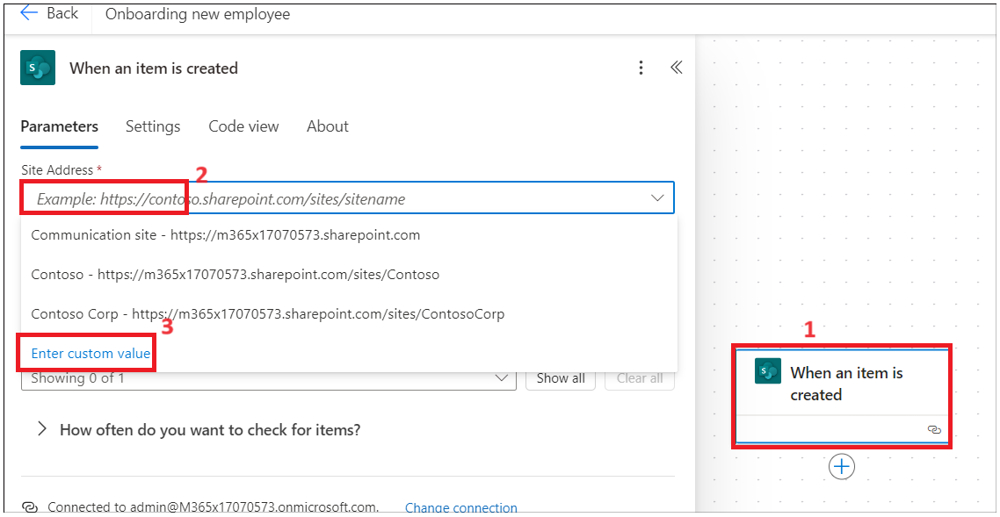 Back
Onboarding new employee
S
When an item is created
Parameters
Settings
Code view
About
Site Address *
2
Example: https://contoso.sharepoint.com/sites/sitename
Communication site - https://m365x17070573.sharepoint.com
Contoso - https://m365x17070573.sharepoint.com/sites/Contoso
Contoso Corp - https://m365x17070573.sharepoint.com/sites/ContosoCorp
3
Enter custom value
Showing 0 of 1
Show all
Clear all
How often do you want to check for items?
Connected to admin@M365x17070573.onmicrosoft.com.
Change connection
1
S
When an item is
created